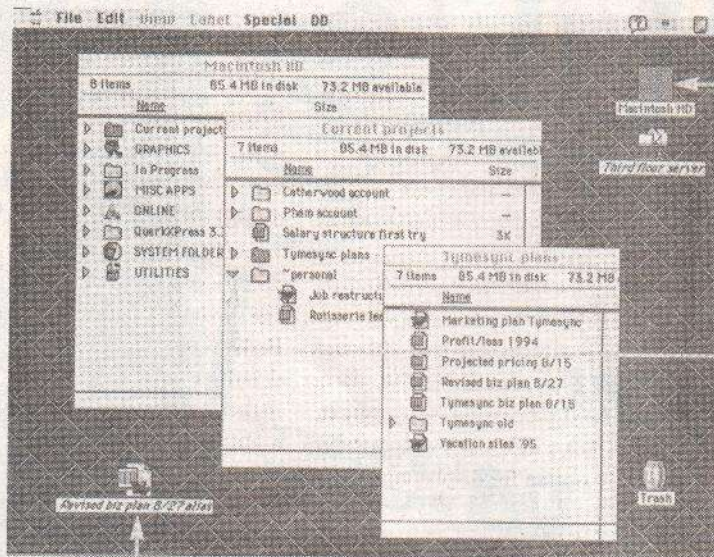 File Edit View Label Special
Macintosh HD
8 items 85.4 MB in disk 73.2 MB available
Name Size
Current project
GRAPHICS
In Progress
MISC APPS
ONLINE
QuarkXPress 3.
SYSTEM FOLDER
UTILITIES
Current projects
7 items 85.4 MB in disk 73.2 MB availab
Name Size
Catherwood account –
Pham account –
Salary structure first try 3K
Tymesync plans
~personal
Job restructu
Rotisserie lea
Tymesync plans
7 items 85.4 MB in disk 73.2 MB
Name
Marketing plan Tymesync
Profit/loss 1994
Projected pricing 8/15
Revised biz plan 8/27
Tymesync biz plan 8/15
Tymesync old
Vacation sites '95
Macintosh HD
Third floor server
Revised biz plan 8/27 alias
Trash